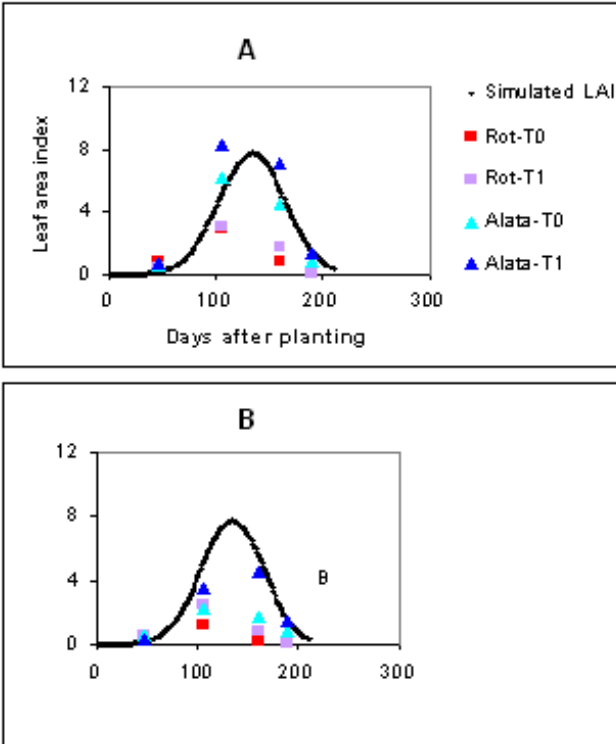 A
12
8
4
0
0 100 200 300
Leaf area index
Days after planting
Simulated LAI
Rot-T0
Rot-T1
Alata-T0
Alata-T1
B
12
8
4
0
0 100 200 300
B